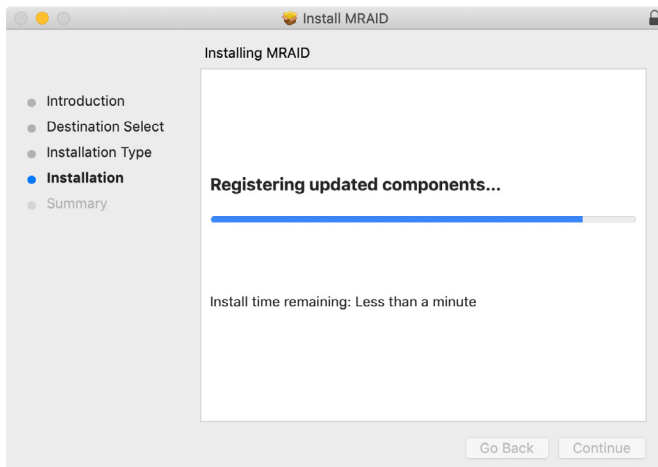 Install MRAID
Installing MRAID
Introduction
Destination Select
Installation Type
Installation
Summary
Registering updated components...
Install time remaining: Less than a minute
Go Back
Continue